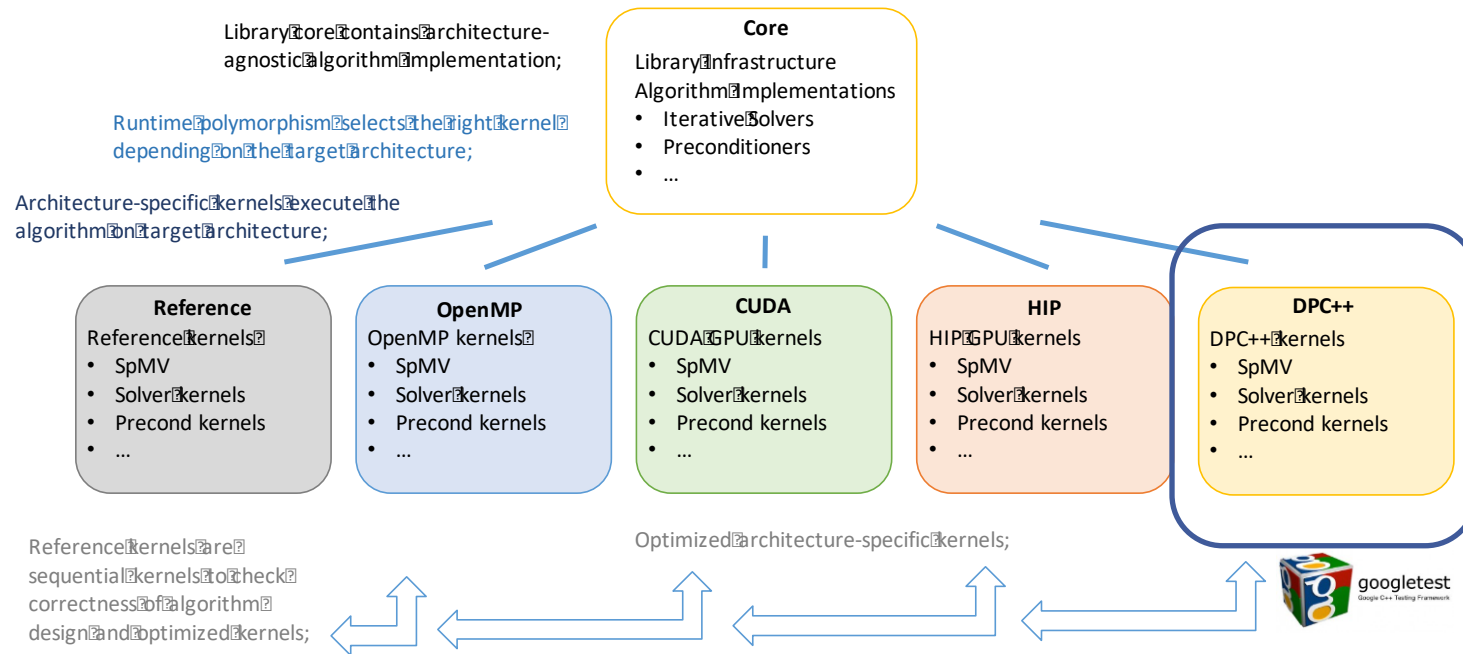 Library core contains architecture-
agnostic algorithm implementation;
Runtime polymorphism selects the right kernel
depending on the target architecture;
Architecture-specific kernels execute the
algorithm on target architecture;
Core
Library Infrastructure
Algorithm Implementations
• Iterative Solvers
• Preconditioners
• ...
Reference
Reference kernels
• SpMV
• Solver kernels
• Precond kernels
• ...
OpenMP
OpenMP kernels
• SpMV
• Solver kernels
• Precond kernels
• ...
CUDA
CUDA GPU kernels
• SpMV
• Solver kernels
• Precond kernels
• ...
HIP
HIP GPU kernels
• SpMV
• Solver kernels
• Precond kernels
• ...
DPC++
DPC++ kernels
• SpMV
• Solver kernels
• Precond kernels
• ...
Reference kernels are
sequential kernels to check
correctness of algorithm
design and optimized kernels;
Optimized architecture-specific kernels;
googletest
Google C++ Testing Framework